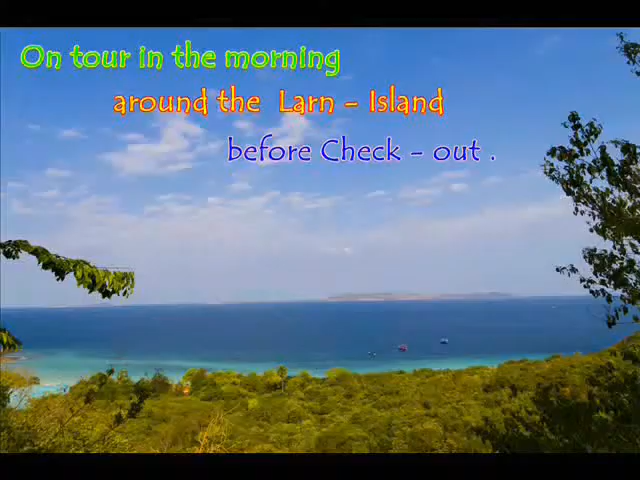 On tour in the morning
around the Larn - Island
before Check - out .